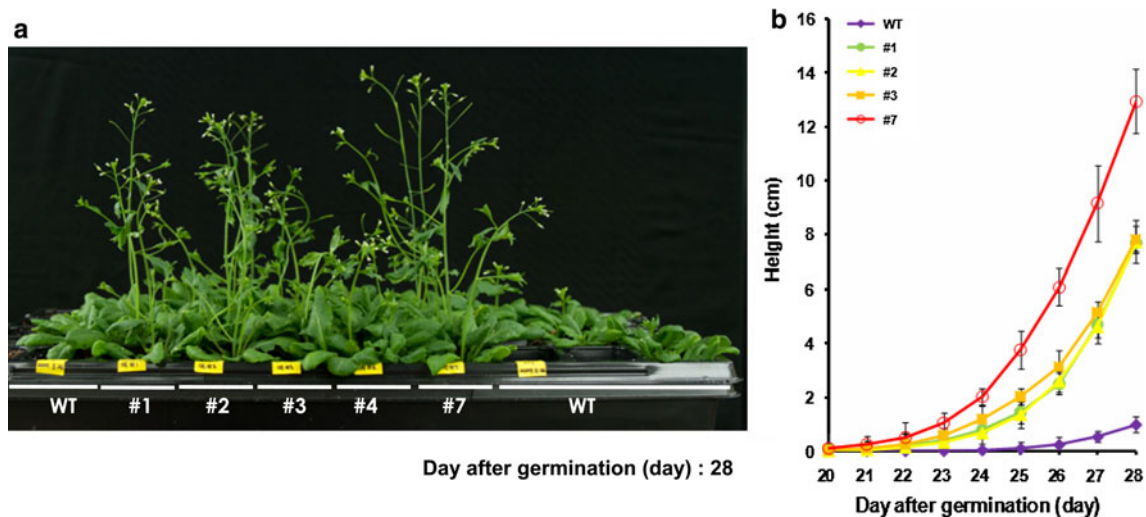 a
WT
#1
#2
#3
#4
#7
WT
Day after germination (day) : 28
b
16
14
12
10
8
6
4
2
0
Height (cm)
WT
#1
#2
#3
#7
20 21 22 23 24 25 26 27 28
Day after germination (day)